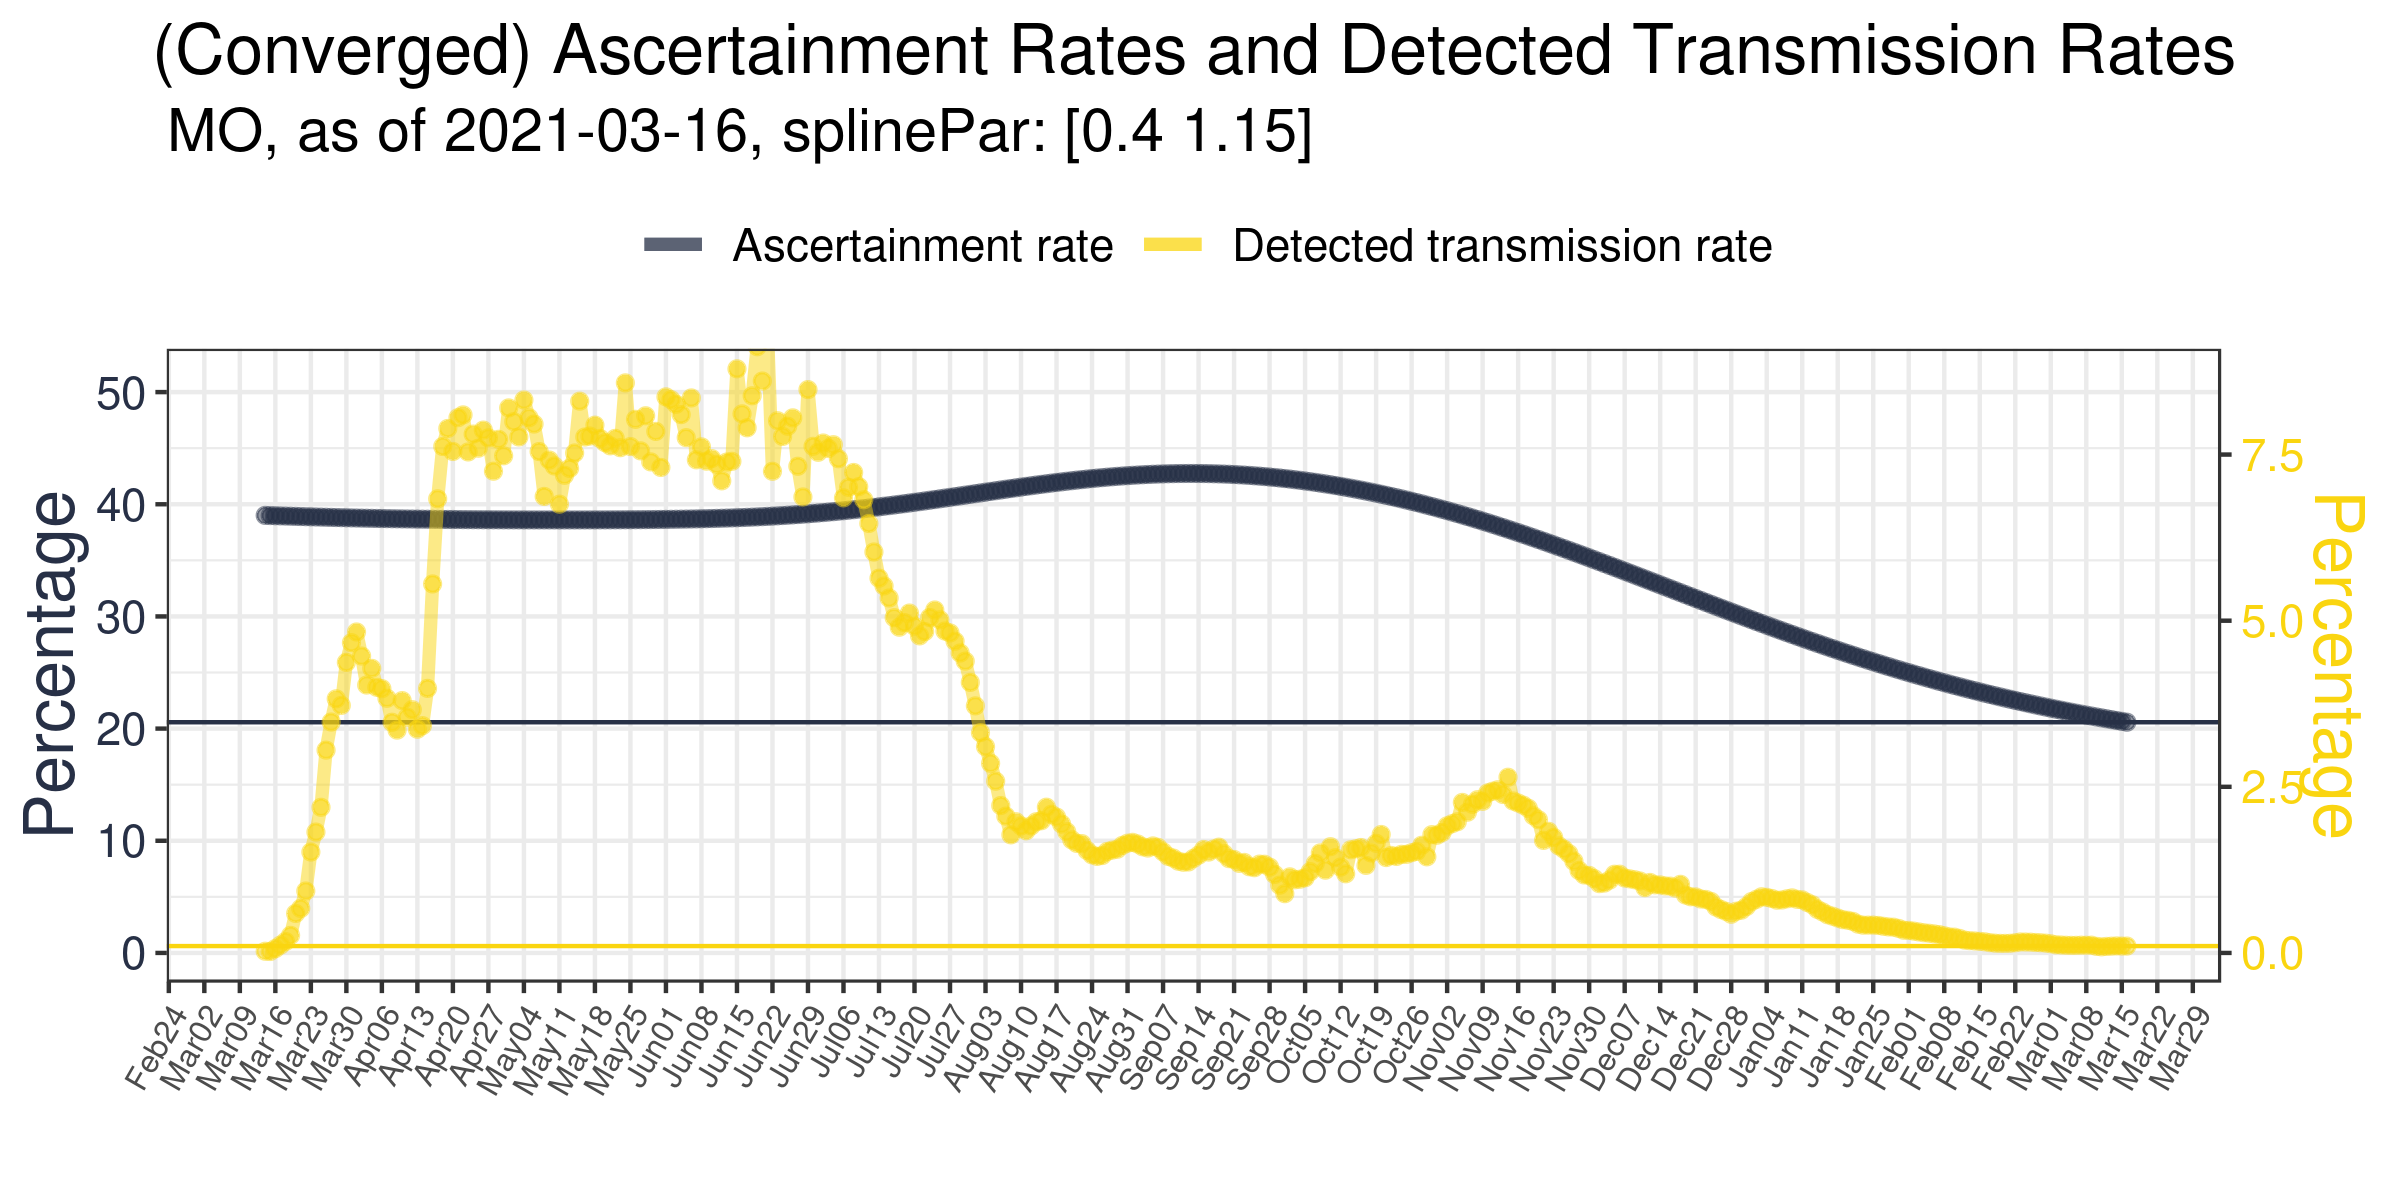 (Converged) Ascertainment Rates and Detected Transmission Rates
MO, as of 2021-03-16, splinePar: [0.4 1.15]
Ascertainment rate
Detected transmission rate
Percentage
50
40
30
20
10
0
7.5
5.0
2.5
0.0
Percentage
Feb24
Mar02
Mar09
Mar16
Mar23
Mar30
Apr06
Apr13
Apr20
Apr27
May04
May11
May18
May25
Jun01
Jun08
Jun15
Jun22
Jun29
Jul06
Jul13
Jul20
Jul27
Aug03
Aug10
Aug17
Aug24
Aug31
Sep07
Sep14
Sep21
Sep28
Oct05
Oct12
Oct19
Oct26
Nov02
Nov09
Nov16
Nov23
Nov30
Dec07
Dec14
Dec21
Dec28
Jan04
Jan11
Jan18
Jan25
Feb01
Feb08
Feb15
Feb22
Mar01
Mar08
Mar15
Mar22
Mar29